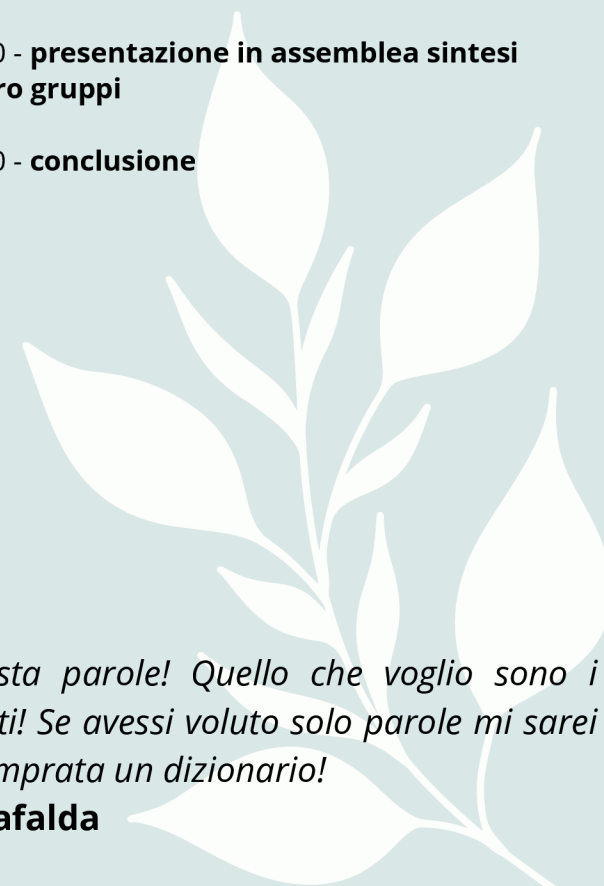 0 - presentazione in assemblea sintesi
ro gruppi
0 - conclusione
sta parole! Quello che voglio sono i
ti! Se avessi voluto solo parole mi sarei
mprata un dizionario!
afalda